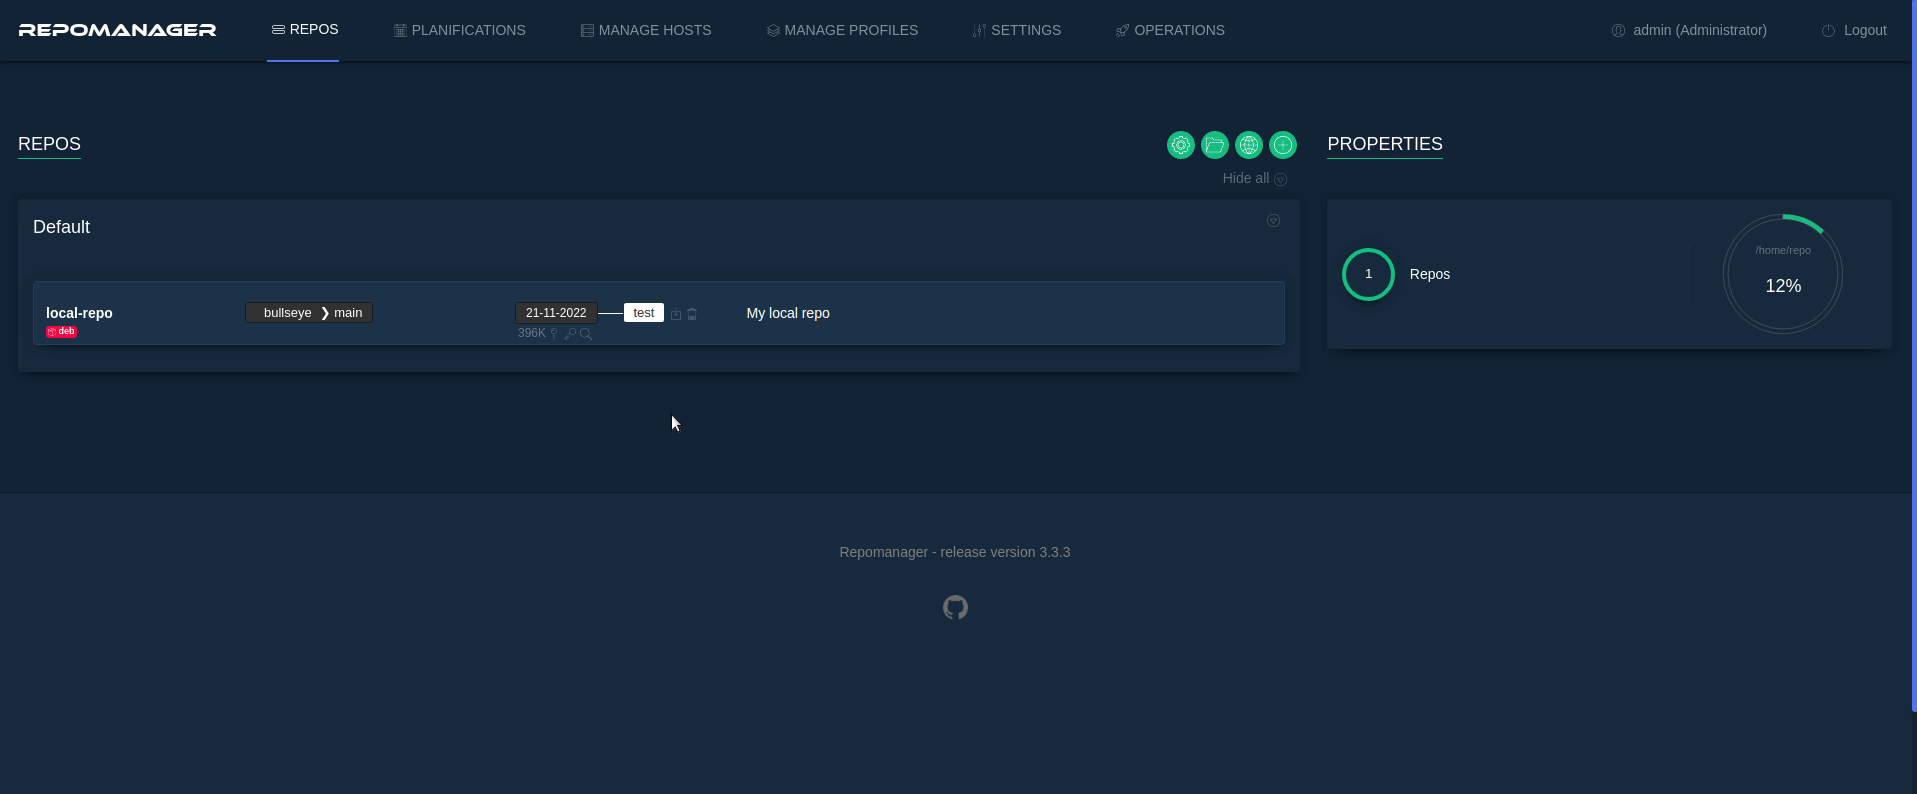 REPOMANAGER REPOS PLANIFICATIONS MANAGE HOSTS MANAGE PROFILES SETTINGS OPERATIONS admin (Administrator) Logout
REPOS
Hide all
Default
local-repo bullseye ❯ main 21-11-2022 test My local repo
deb 396K
PROPERTIES
1 Repos
/home/repo
12%
Repomanager - release version 3.3.3